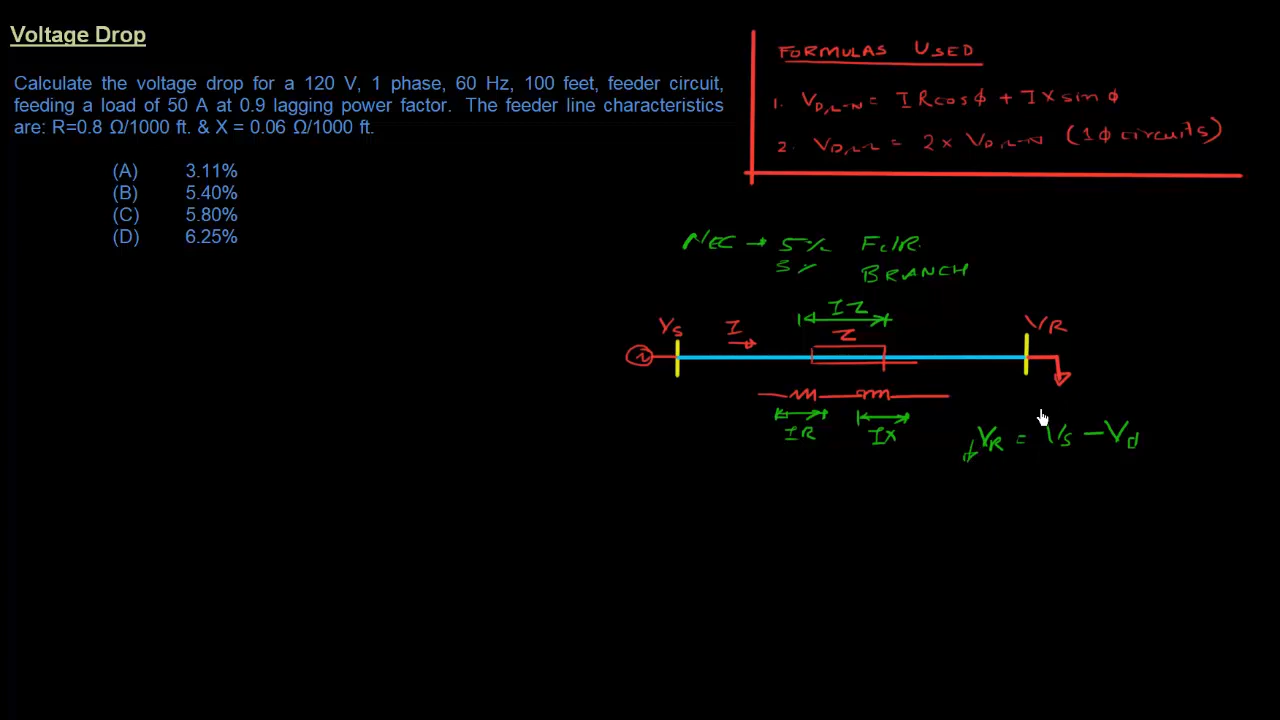 Voltage Drop
Calculate the voltage drop for a 120 V, 1 phase, 60 Hz, 100 feet, feeder circuit,
feeding a load of 50 A at 0.9 lagging power factor. The feeder line characteristics
are: R=0.8 Ω/1000 ft. & X = 0.06 Ω/1000 ft.
(A) 3.11%
(B) 5.40%
(C) 5.80%
(D) 6.25%
FORMULAS USED
1. VD,L-N = IRcosφ + IXsinφ
2. VD,L-L = 2x VD,L-N (1φ circuits)
NEC → 5% FdR
3% BRANCH
IZ
VS I Z VR
IR IX
VR = VS - Vd